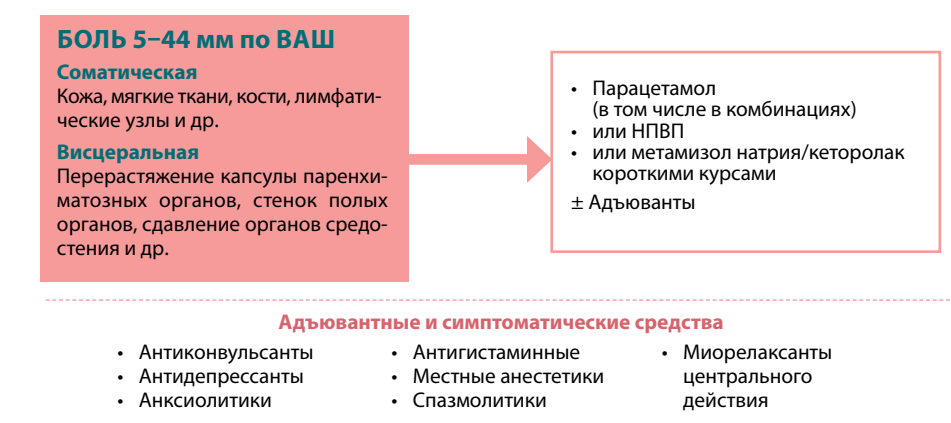 БОЛЬ 5–44 мм по ВАШ
Соматическая
Кожа, мягкие ткани, кости, лимфати-
ческие узлы и др.
Висцеральная
Перерастяжение капсулы паренхи-
матозных органов, стенок полых
органов, сдавление органов средо-
стения и др.
• Парацетамол
(в том числе в комбинациях)
• или НПВП
• или метамизол натрия/кеторолак
короткими курсами
± Адъюванты
Адъювантные и симптоматические средства
• Антиконвульсанты
• Антидепрессанты
• Анксиолитики
• Антигистаминные
• Местные анестетики
• Спазмолитики
• Миорелаксанты
центрального
действия